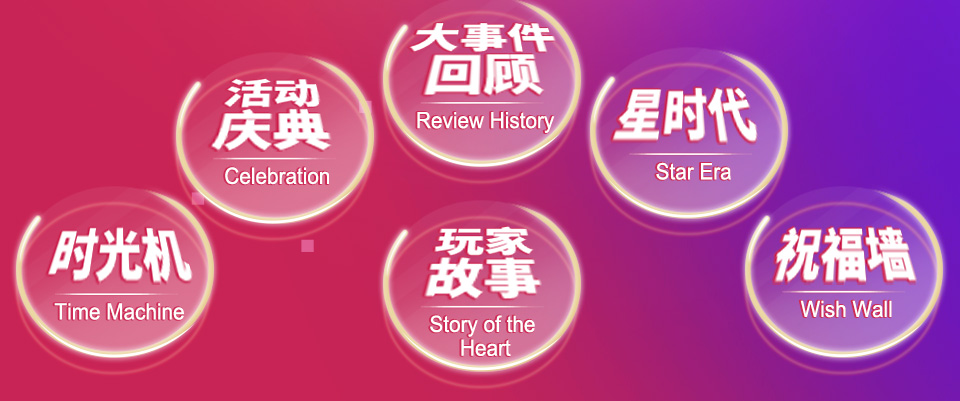 大事件
回顾
Review History
活动
庆典
Celebration
星时代
Star Era
时光机
Time Machine
玩家
故事
Story of the
Heart
祝福墙
Wish Wall